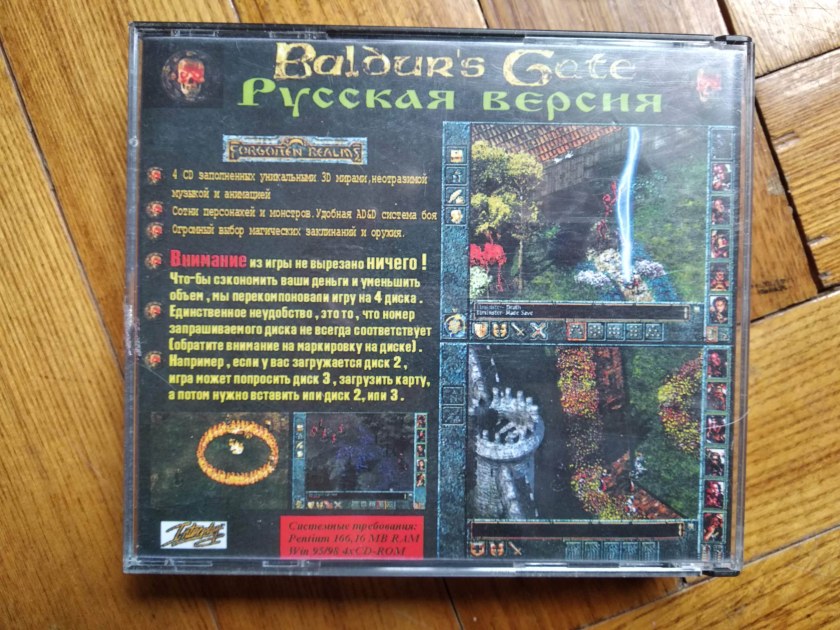 Baldur's Gate
Русская версия
FORGOTTEN REALMS
4 CD заполненных уникальными 3D мирами,неотразимой
музыкой и анимацией
Сотни персонажей и монстров.Удобная AD&D система боя
Огромный выбор магических заклинаний и оружия.
Внимание из игры не вырезано НИЧЕГО !
Что-бы сэкономить ваши деньги и уменьшить
объем , мы перекомпоновали игру на 4 диска .
Единственное неудобство , это то , что номер
запрашиваемого диска не всегда соответствует
(обратите внимание на маркировку на диске) .
Например , если у вас загружается диск 2 ,
игра может попросить диск 3 , загрузить карту,
а потом нужно вставить или диск 2, или 3 .
Interplay
Системные требования:
Pentium 166,16 MB RAM
Win 95/98,4xCD-ROM